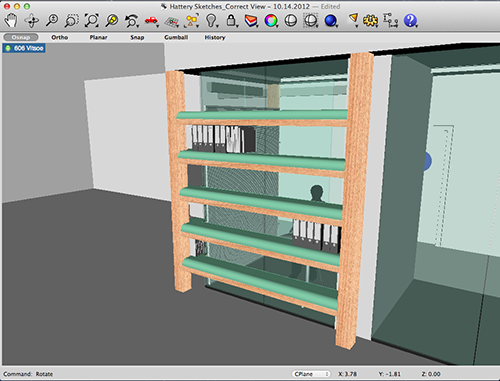 Hattery Sketches_Correct View - 10.14.2012 — Edited
Osnap Ortho Planar Snap Gumball History
606 Vitsoe
Command: Rotate CPlane X: 3.78 Y: -1.81 Z: 0.00